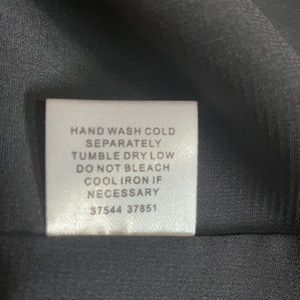 HAND WASH COLD
SEPARATELY
TUMBLE DRY LOW
DO NOT BLEACH
COOL IRON IF
NECESSARY
37544 37851